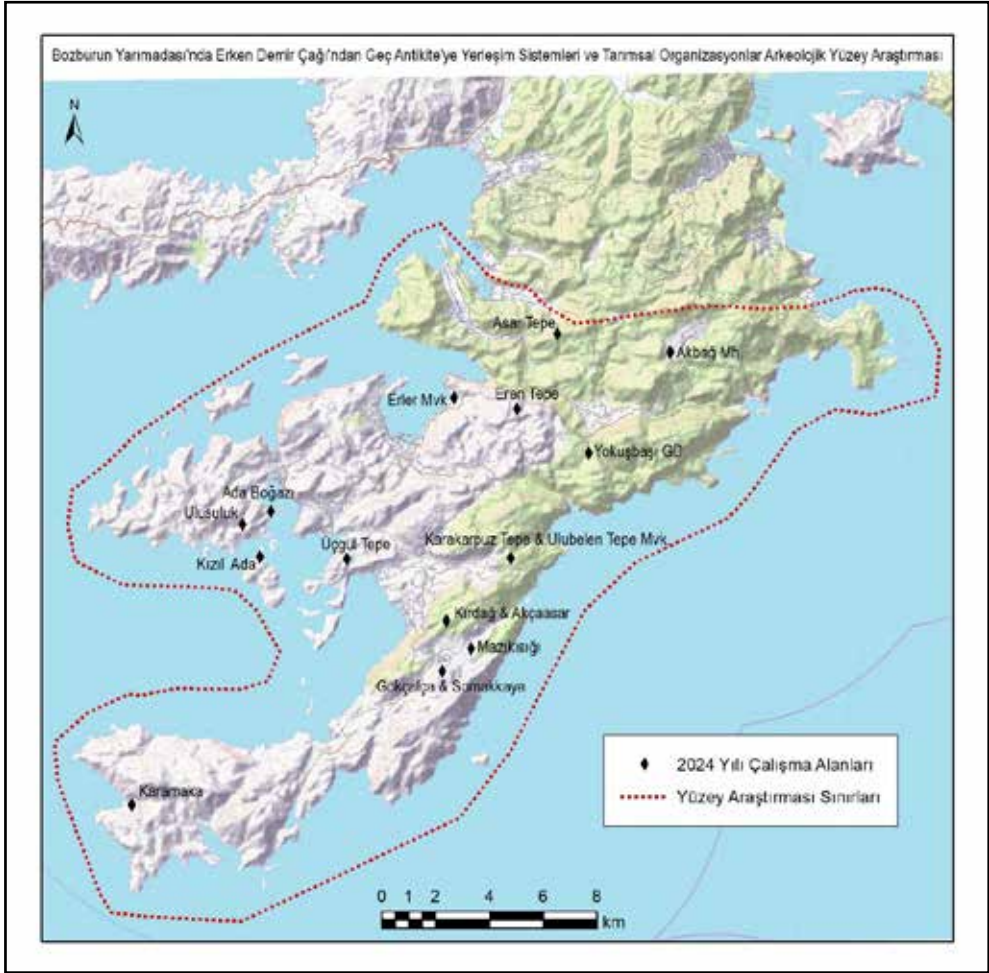 Bozburun Yarımadası'nda Erken Demir Çağı'ndan Geç Antikite'ye Yerleşim Sistemleri ve Tarımsal Organizasyonlar Arkeolojik Yüzey Araştırması
N
Asar Tepe
Akbağ Mh.
Erler Mvk
Eren Tepe
Yokuşbaşı GD
Ada Boğazı
UluSuluk
Karakarpuz Tepe & Ulubelen Tepe Mvk.
Üçgül Tepe
Kızıl Ada
Kırdağ & Akçaasar
Mazıkısığı
Gökçalça & Somakkaya
Karamaka
2024 Yılı Çalışma Alanları
Yüzey Araştırması Sınırları
0 1 2 4 6 8
km